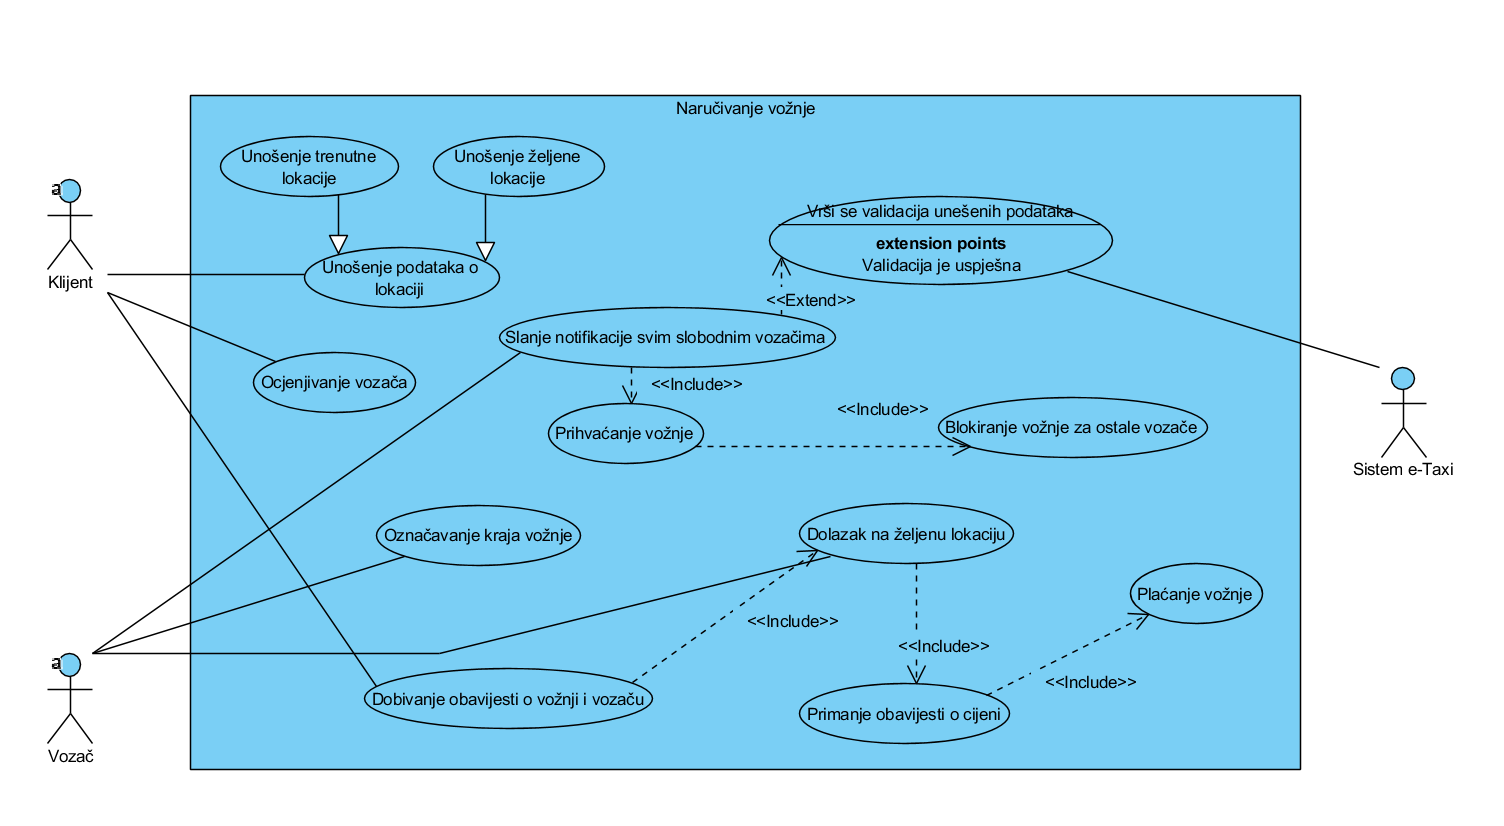 Naručivanje vožnje
Unošenje trenutne
lokacije
Unošenje željene
lokacije
a
Klijent
Vrši se validacija unešenih podataka
extension points
Validacija je uspješna
Unošenje podataka o
lokaciji
<<Extend>>
Slanje notifikacije svim slobodnim vozačima
Ocjenjivanje vozača
<<Include>>
<<Include>>
Prihvaćanje vožnje
Blokiranje vožnje za ostale vozače
Sistem e-Taxi
Označavanje kraja vožnje
Dolazak na željenu lokaciju
Plaćanje vožnje
<<Include>>
<<Include>>
<<Include>>
a
Vozač
Dobivanje obavijesti o vožnji i vozaču
Primanje obavijesti o cijeni